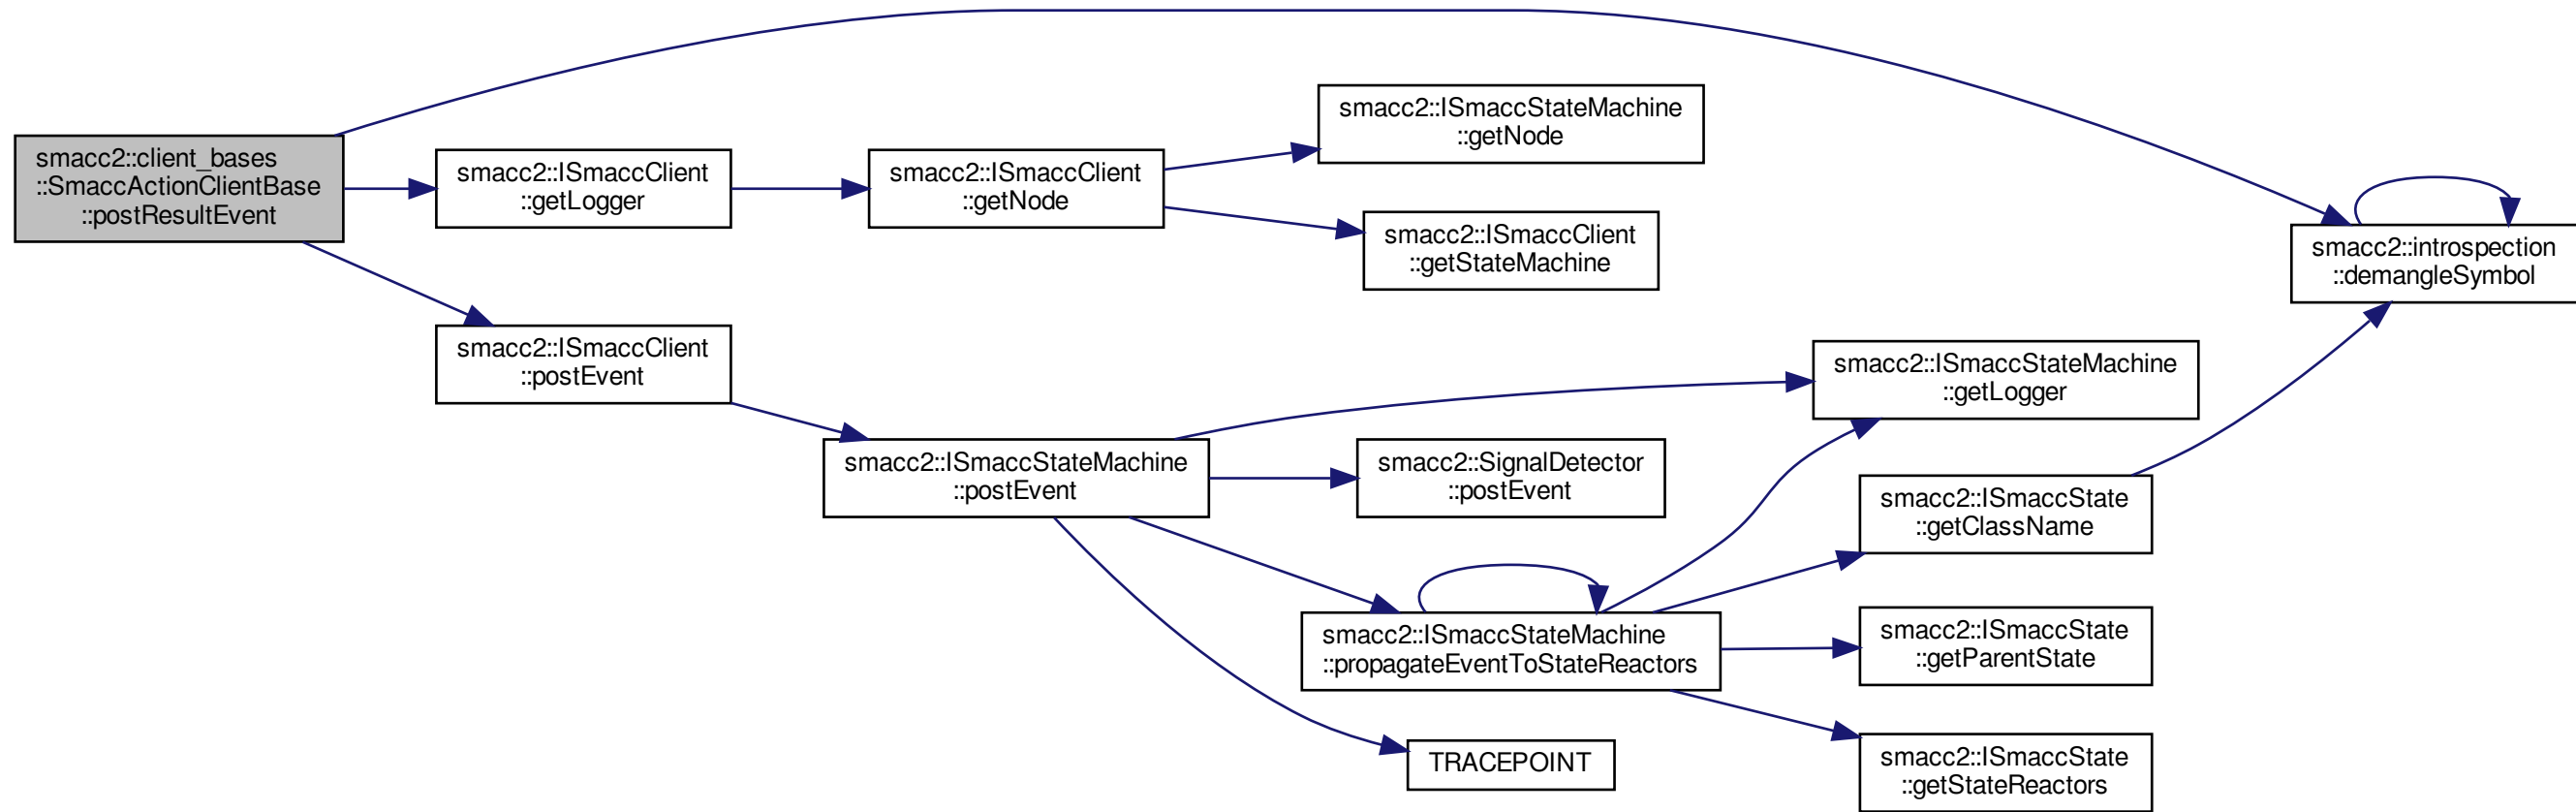 smacc2::client_bases
::SmaccActionClientBase
::postResultEvent
smacc2::ISmaccClient
::getLogger
smacc2::ISmaccClient
::getNode
smacc2::ISmaccStateMachine
::getNode
smacc2::ISmaccClient
::getStateMachine
smacc2::introspection
::demangleSymbol
smacc2::ISmaccClient
::postEvent
smacc2::ISmaccStateMachine
::postEvent
smacc2::ISmaccStateMachine
::getLogger
smacc2::SignalDetector
::postEvent
smacc2::ISmaccStateMachine
::propagateEventToStateReactors
smacc2::ISmaccState
::getClassName
smacc2::ISmaccState
::getParentState
smacc2::ISmaccState
::getStateReactors
TRACEPOINT